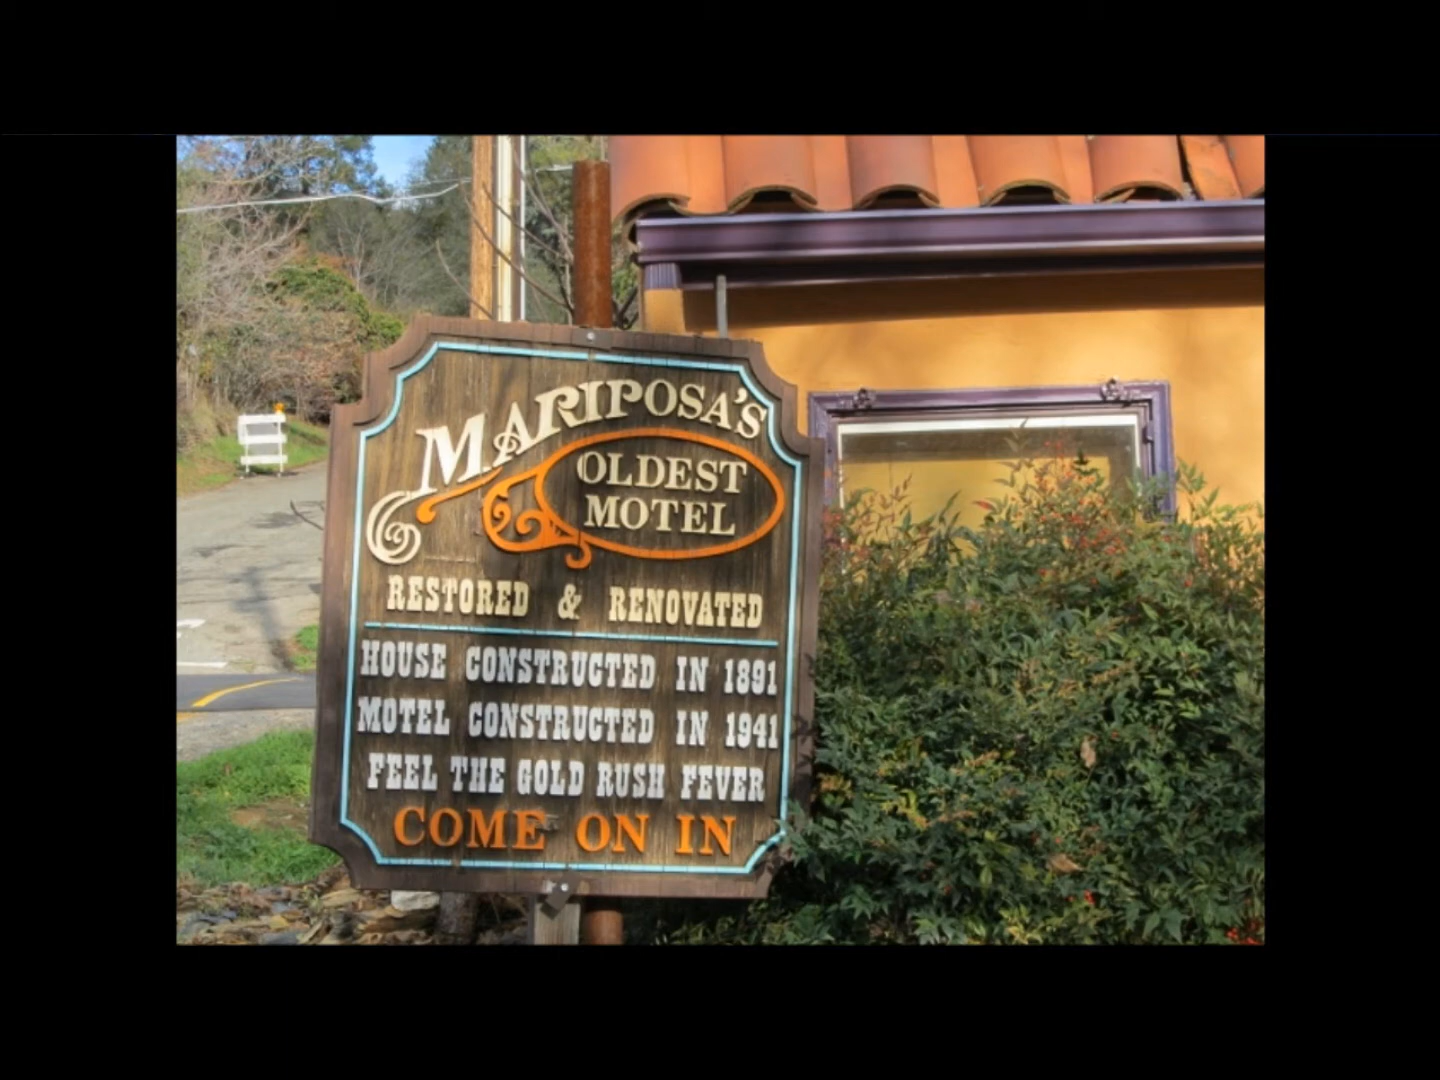 MARIPOSA'S
OLDEST
MOTEL
RESTORED & RENOVATED
HOUSE CONSTRUCTED IN 1891
MOTEL CONSTRUCTED IN 1941
FEEL THE GOLD RUSH FEVER
COME ON IN